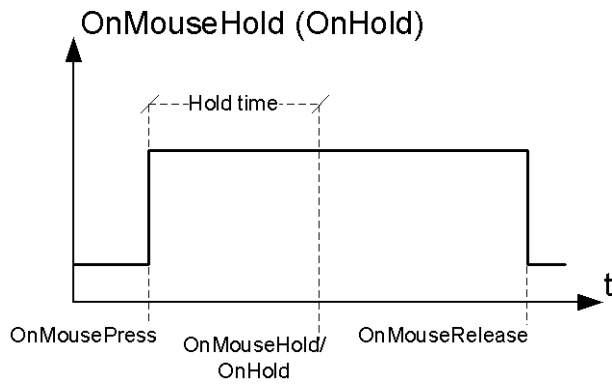 OnMouseHold (OnHold)
Hold time
t
OnMousePress
OnMouseHold/
OnHold
OnMouseRelease